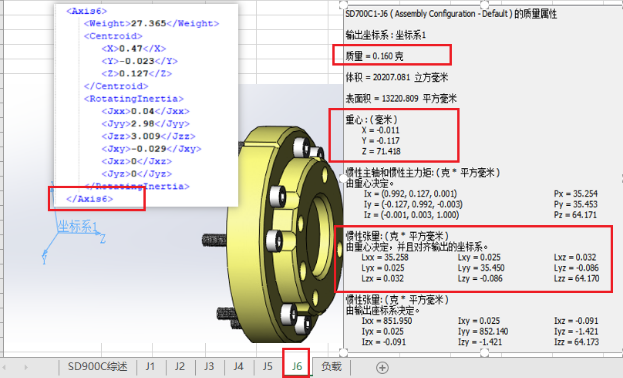 <Axis6>
<Weight>27.365</Weight>
<Centroid>
<X>0.47</X>
<Y>-0.023</Y>
<Z>0.127</Z>
</Centroid>
<RotatingInertia>
<Jxx>0.04</Jxx>
<Jyy>2.98</Jyy>
<Jzz>3.009</Jzz>
<Jxy>-0.029</Jxy>
<Jxz>0</Jxz>
<Jyz>0</Jyz>
</RotatingInertia>
</Axis6>
坐标系1
Z
Y
SD700C1-J6 ( Assembly Configuration - Default ) 的质量属性
输出坐标系 : 坐标系1
质量 = 0.160 克
体积 = 20207.081 立方毫米
表面积 = 13220.809 平方毫米
重心 : ( 毫米 )
X = -0.011
Y = -0.117
Z = 71.418
惯性主轴和惯性主力矩: ( 克 * 平方毫米 )
由重心决定。
Ix = (0.992, 0.127, 0.001) Px = 35.254
Iy = (-0.127, 0.992, -0.003) Py = 35.453
Iz = (-0.001, 0.003, 1.000) Pz = 64.171
惯性张量: ( 克 * 平方毫米 )
由重心决定，并且对齐输出的坐标系。
Lxx = 35.258 Lxy = 0.025 Lxz = 0.032
Lyx = 0.025 Lyy = 35.450 Lyz = -0.086
Lzx = 0.032 Lzy = -0.086 Lzz = 64.170
惯性张量: ( 克 * 平方毫米 )
由输出座标系决定。
Ixx = 851.950 Ixy = 0.025 Ixz = -0.091
Iyx = 0.025 Iyy = 852.140 Iyz = -1.421
Izx = -0.091 Izy = -1.421 Izz = 64.173
SD900C综述 J1 J2 J3 J4 J5 J6 负载